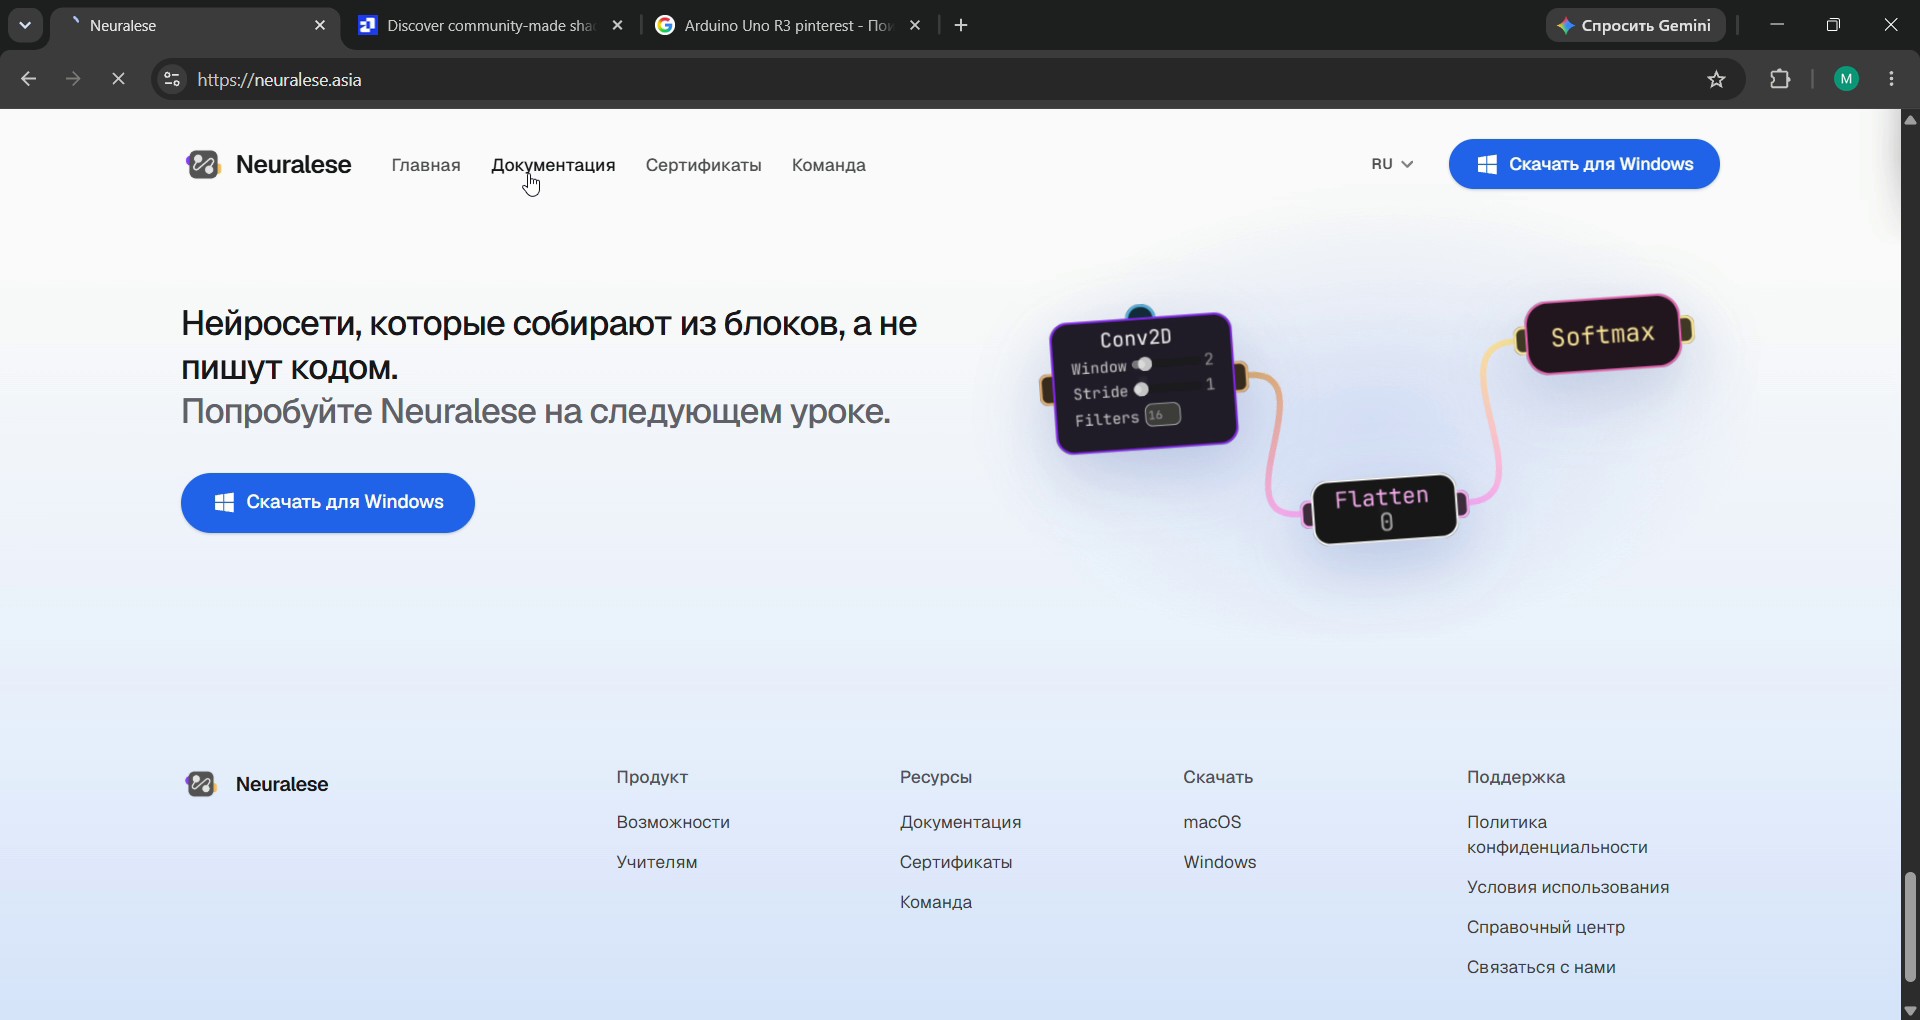 Neuralese
Discover community-made sha
Arduino Uno R3 pinterest - Пои
Спросить Gemini
https://neuralese.asia
M
Neuralese
Главная
Документация
Сертификаты
Команда
RU
Скачать для Windows
Нейросети, которые собирают из блоков, а не
пишут кодом.
Попробуйте Neuralese на следующем уроке.
Скачать для Windows
Conv2D
Window 2
Stride 1
Filters 16
Flatten
0
Softmax
Neuralese
Продукт
Возможности
Учителям
Ресурсы
Документация
Сертификаты
Команда
Скачать
macOS
Windows
Поддержка
Политика
конфиденциальности
Условия использования
Справочный центр
Связаться с нами